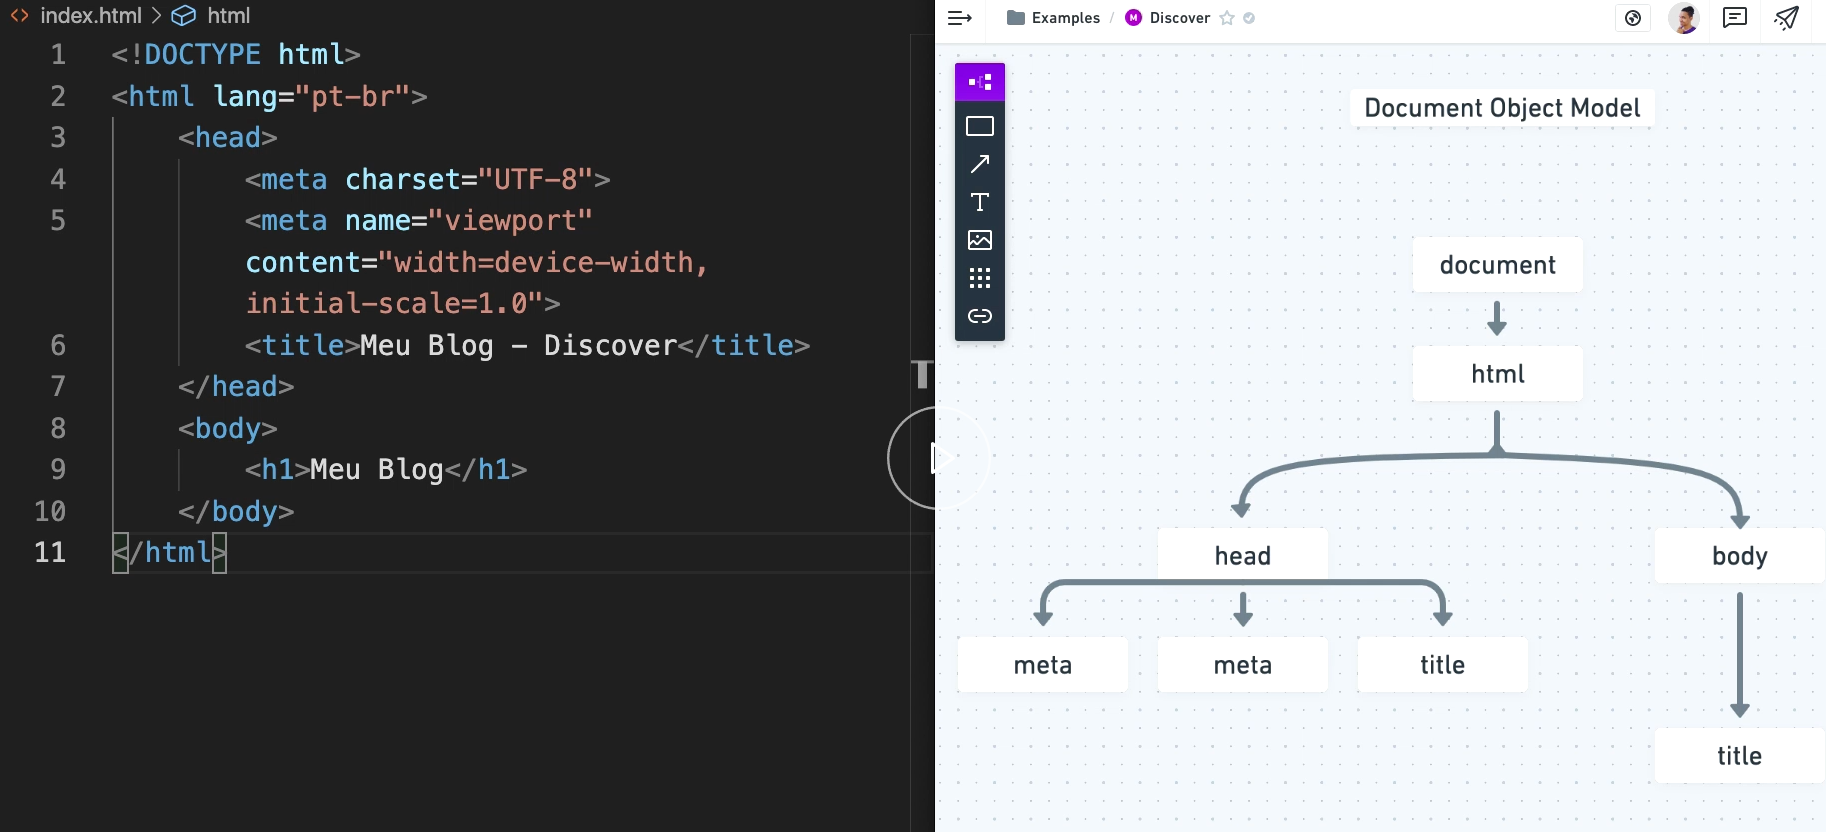 index.html > html
1 <!DOCTYPE html>
2 <html lang="pt-br">
3 <head>
4 <meta charset="UTF-8">
5 <meta name="viewport"
content="width=device-width,
initial-scale=1.0">
6 <title>Meu Blog - Discover</title>
7 </head>
8 <body>
9 <h1>Meu Blog</h1>
10 </body>
11 </html>
T
Examples / M Discover
T
Document Object Model
document
html
head
body
meta
meta
title
title